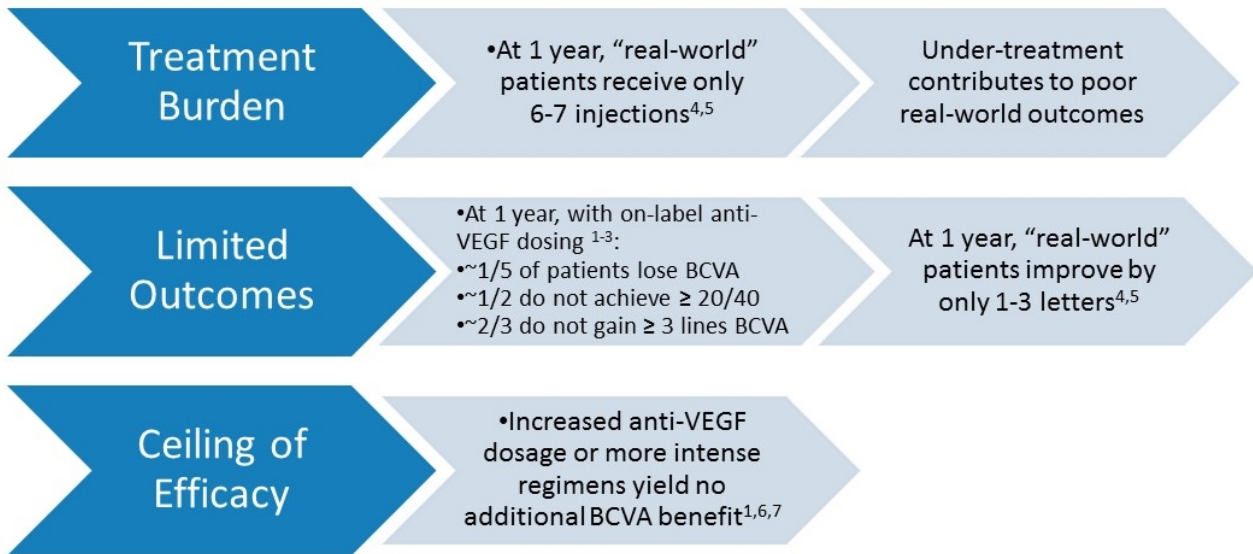 Treatment
Burden
•At 1 year, “real-world”
patients receive only
6-7 injections4,5
Under-treatment
contributes to poor
real-world outcomes
Limited
Outcomes
•At 1 year, with on-label anti-
VEGF dosing 1-3:
•~1/5 of patients lose BCVA
•~1/2 do not achieve ≥ 20/40
•~2/3 do not gain ≥ 3 lines BCVA
At 1 year, “real-world”
patients improve by
only 1-3 letters4,5
Ceiling of
Efficacy
•Increased anti-VEGF
dosage or more intense
regimens yield no
additional BCVA benefit1,6,7